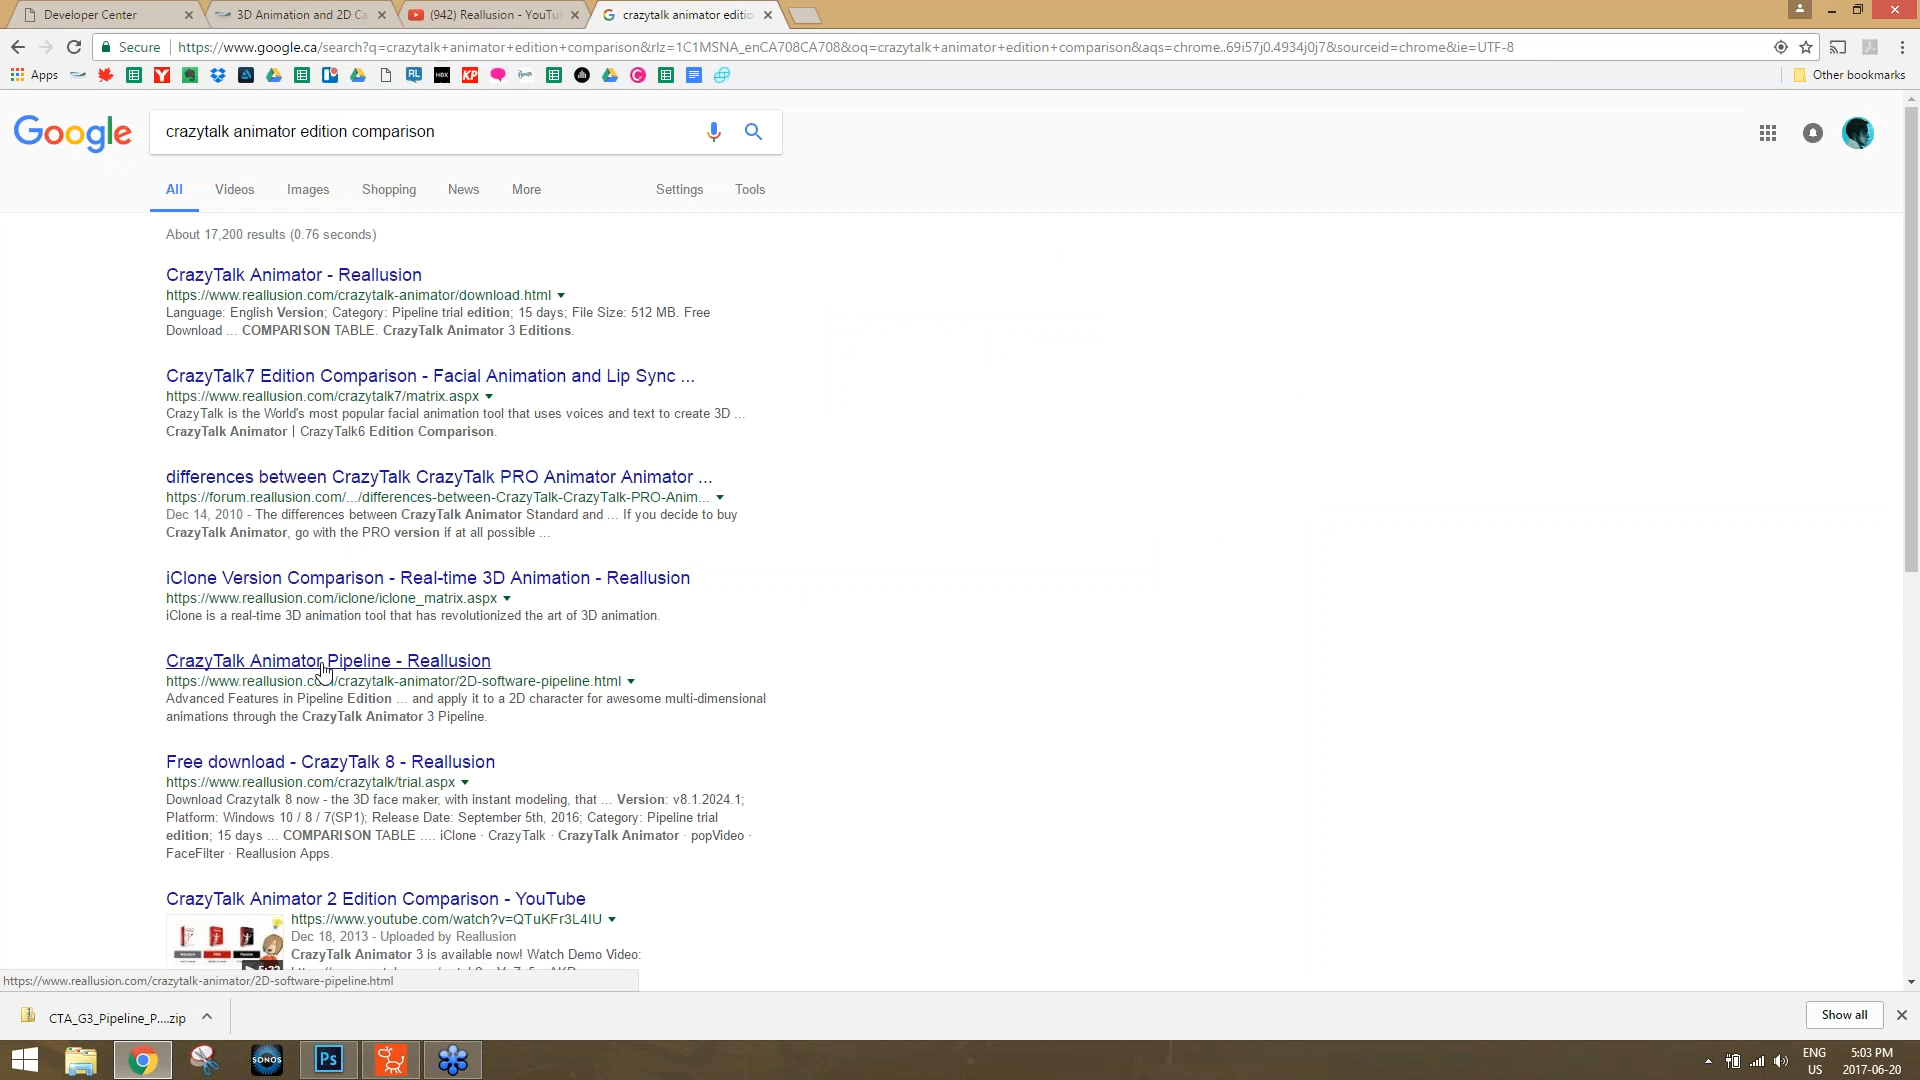 Developer Center
3D Animation and 2D Ca
(942) Reallusion - YouTu
crazytalk animator editio
Secure
https://www.google.ca/search?q=crazytalk+animator+edition+comparison&rlz=1C1MSNA_enCA708CA708&oq=crazytalk+animator+edition+comparison&aqs=chrome..69i57j0.4934j0j7&sourceid=chrome&ie=UTF-8
Apps
RL
HBX
KP
Other bookmarks
Google
crazytalk animator edition comparison
All
Videos
Images
Shopping
News
More
Settings
Tools
About 17,200 results (0.76 seconds)
CrazyTalk Animator - Reallusion
https://www.reallusion.com/crazytalk-animator/download.html
Language: English Version; Category: Pipeline trial edition; 15 days; File Size: 512 MB. Free
Download ... COMPARISON TABLE. CrazyTalk Animator 3 Editions.
CrazyTalk7 Edition Comparison - Facial Animation and Lip Sync ...
https://www.reallusion.com/crazytalk7/matrix.aspx
CrazyTalk is the World's most popular facial animation tool that uses voices and text to create 3D ...
CrazyTalk Animator | CrazyTalk6 Edition Comparison.
differences between CrazyTalk CrazyTalk PRO Animator Animator ...
https://forum.reallusion.com/.../differences-between-CrazyTalk-CrazyTalk-PRO-Anim...
Dec 14, 2010 - The differences between CrazyTalk Animator Standard and ... If you decide to buy
CrazyTalk Animator, go with the PRO version if at all possible ...
iClone Version Comparison - Real-time 3D Animation - Reallusion
https://www.reallusion.com/iclone/iclone_matrix.aspx
iClone is a real-time 3D animation tool that has revolutionized the art of 3D animation.
CrazyTalk Animator Pipeline - Reallusion
https://www.reallusion.com/crazytalk-animator/2D-software-pipeline.html
Advanced Features in Pipeline Edition ... and apply it to a 2D character for awesome multi-dimensional
animations through the CrazyTalk Animator 3 Pipeline.
Free download - CrazyTalk 8 - Reallusion
https://www.reallusion.com/crazytalk/trial.aspx
Download Crazytalk 8 now - the 3D face maker, with instant modeling, that ... Version: v8.1.2024.1;
Platform: Windows 10 / 8 / 7(SP1); Release Date: September 5th, 2016; Category: Pipeline trial
edition; 15 days ... COMPARISON TABLE .... iClone · CrazyTalk · CrazyTalk Animator · popVideo ·
FaceFilter · Reallusion Apps.
CrazyTalk Animator 2 Edition Comparison - YouTube
https://www.youtube.com/watch?v=QTuKFr3L4IU
Dec 18, 2013 - Uploaded by Reallusion
CrazyTalk Animator 3 is available now! Watch Demo Video:
https://www.reallusion.com/crazytalk-animator/2D-software-pipeline.html
CTA_G3_Pipeline_P....zip
Show all
SONOS
Ps
ENG
US
5:03 PM
2017-06-20